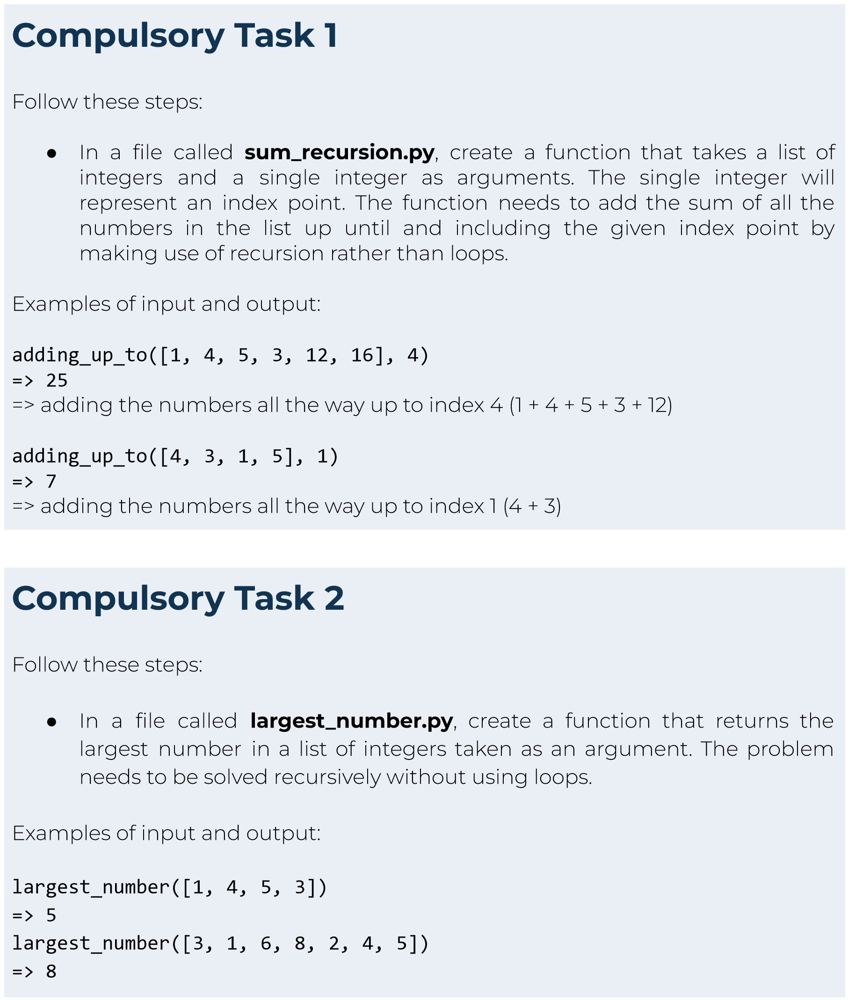 Compulsory Task 1
Follow these steps:
● In a file called sum_recursion.py, create a function that takes a list of
integers and a single integer as arguments. The single integer will
represent an index point. The function needs to add the sum of all the
numbers in the list up until and including the given index point by
making use of recursion rather than loops.
Examples of input and output:
adding_up_to([1, 4, 5, 3, 12, 16], 4)
=> 25
=> adding the numbers all the way up to index 4 (1 + 4 + 5 + 3 + 12)
adding_up_to([4, 3, 1, 5], 1)
=> 7
=> adding the numbers all the way up to index 1 (4 + 3)
Compulsory Task 2
Follow these steps:
● In a file called largest_number.py, create a function that returns the
largest number in a list of integers taken as an argument. The problem
needs to be solved recursively without using loops.
Examples of input and output:
largest_number([1, 4, 5, 3])
=> 5
largest_number([3, 1, 6, 8, 2, 4, 5])
=> 8